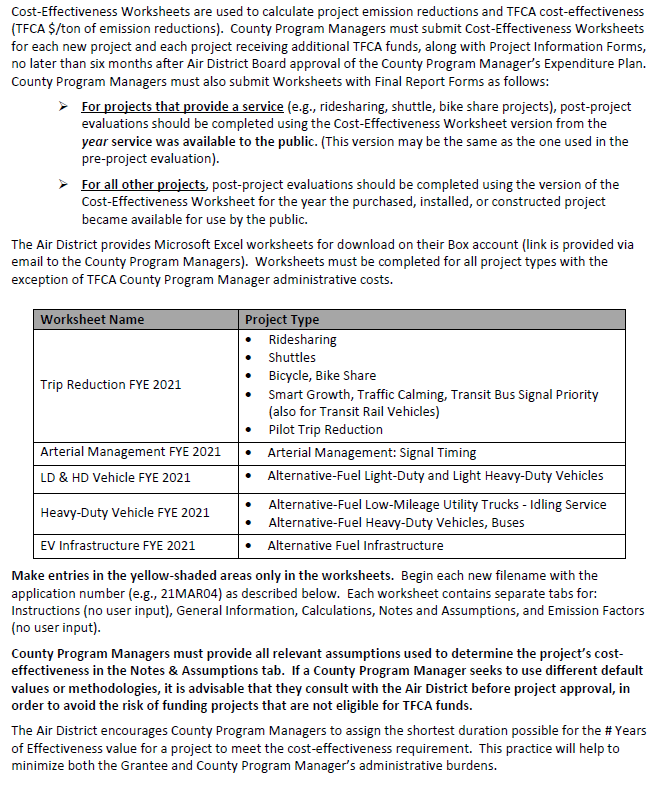 Cost-Effectiveness Worksheets are used to calculate project emission reductions and TFCA cost-effectiveness
(TFCA $/ton of emission reductions).  County Program Managers must submit Cost-Effectiveness Worksheets
for each new project and each project receiving additional TFCA funds, along with Project Information Forms,
no later than six months after Air District Board approval of the County Program Manager's Expenditure Plan.
County Program Managers must also submit Worksheets with Final Report Forms as follows:
➢ For projects that provide a service (e.g., ridesharing, shuttle, bike share projects), post-project
evaluations should be completed using the Cost-Effectiveness Worksheet version from the
year service was available to the public. (This version may be the same as the one used in the
pre-project evaluation).
➢ For all other projects, post-project evaluations should be completed using the version of the
Cost-Effectiveness Worksheet for the year the purchased, installed, or constructed project
became available for use by the public.
The Air District provides Microsoft Excel worksheets for download on their Box account (link is provided via
email to the County Program Managers).  Worksheets must be completed for all project types with the
exception of TFCA County Program Manager administrative costs.
Worksheet Name Project Type
Trip Reduction FYE 2021
• Ridesharing
• Shuttles
• Bicycle, Bike Share
• Smart Growth, Traffic Calming, Transit Bus Signal Priority
(also for Transit Rail Vehicles)
• Pilot Trip Reduction
Arterial Management FYE 2021 • Arterial Management: Signal Timing
LD & HD Vehicle FYE 2021 • Alternative-Fuel Light-Duty and Light Heavy-Duty Vehicles
Heavy-Duty Vehicle FYE 2021
• Alternative-Fuel Low-Mileage Utility Trucks - Idling Service
• Alternative-Fuel Heavy-Duty Vehicles, Buses
EV Infrastructure FYE 2021 • Alternative Fuel Infrastructure
Make entries in the yellow-shaded areas only in the worksheets.  Begin each new filename with the
application number (e.g., 21MAR04) as described below.  Each worksheet contains separate tabs for:
Instructions (no user input), General Information, Calculations, Notes and Assumptions, and Emission Factors
(no user input).
County Program Managers must provide all relevant assumptions used to determine the project's cost-
effectiveness in the Notes & Assumptions tab.  If a County Program Manager seeks to use different default
values or methodologies, it is advisable that they consult with the Air District before project approval, in
order to avoid the risk of funding projects that are not eligible for TFCA funds.
The Air District encourages County Program Managers to assign the shortest duration possible for the # Years
of Effectiveness value for a project to meet the cost-effectiveness requirement.  This practice will help to
minimize both the Grantee and County Program Manager's administrative burdens.